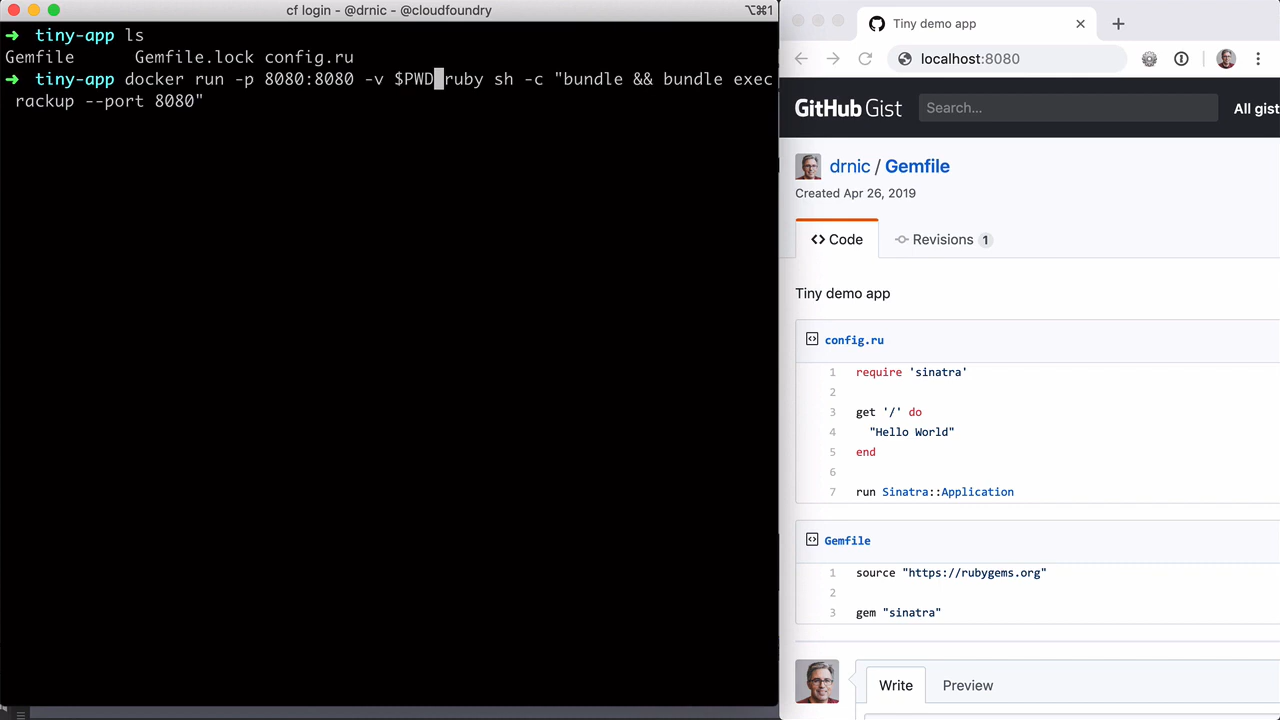 cf login - @drnic - @cloudfoundry
⌥⌘1
➜ tiny-app ls
Gemfile Gemfile.lock config.ru
➜ tiny-app docker run -p 8080:8080 -v $PWD ruby sh -c "bundle && bundle exec
rackup --port 8080"
Tiny demo app
localhost:8080
GitHub Gist
Search...
All gist
drnic / Gemfile
Created Apr 26, 2019
Code
Revisions 1
Tiny demo app
config.ru
1 require 'sinatra'
2
3 get '/' do
4 "Hello World"
5 end
6
7 run Sinatra::Application
Gemfile
1 source "https://rubygems.org"
2
3 gem "sinatra"
Write
Preview